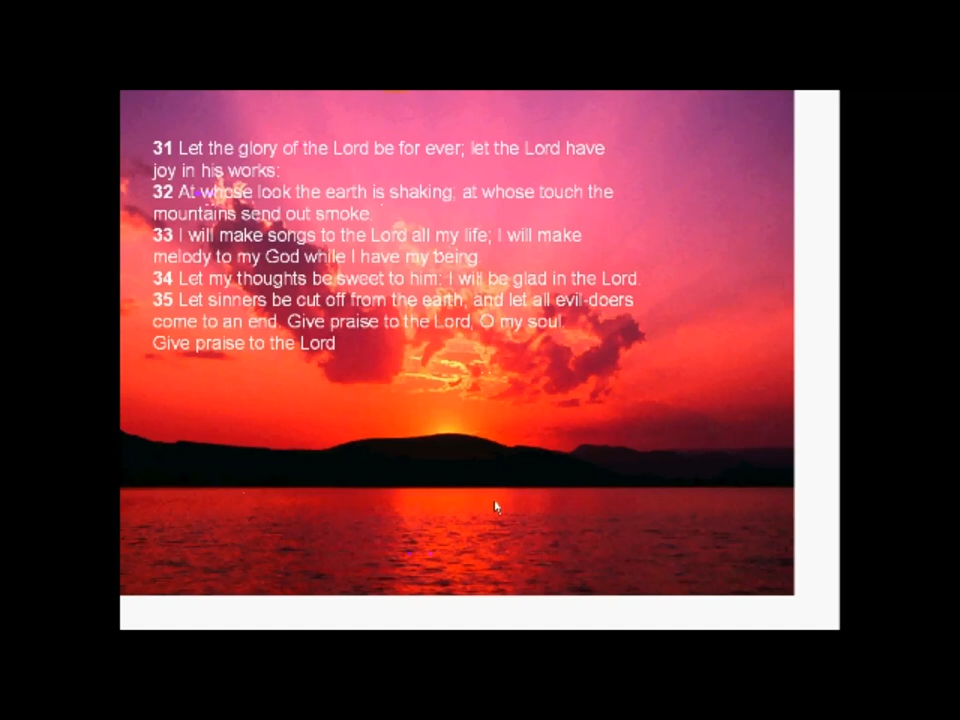 31 Let the glory of the Lord be for ever; let the Lord have
joy in his works:
32 At whose look the earth is shaking; at whose touch the
mountains send out smoke.
33 I will make songs to the Lord all my life; I will make
melody to my God while I have my being.
34 Let my thoughts be sweet to him: I will be glad in the Lord.
35 Let sinners be cut off from the earth, and let all evil-doers
come to an end. Give praise to the Lord, O my soul.
Give praise to the Lord